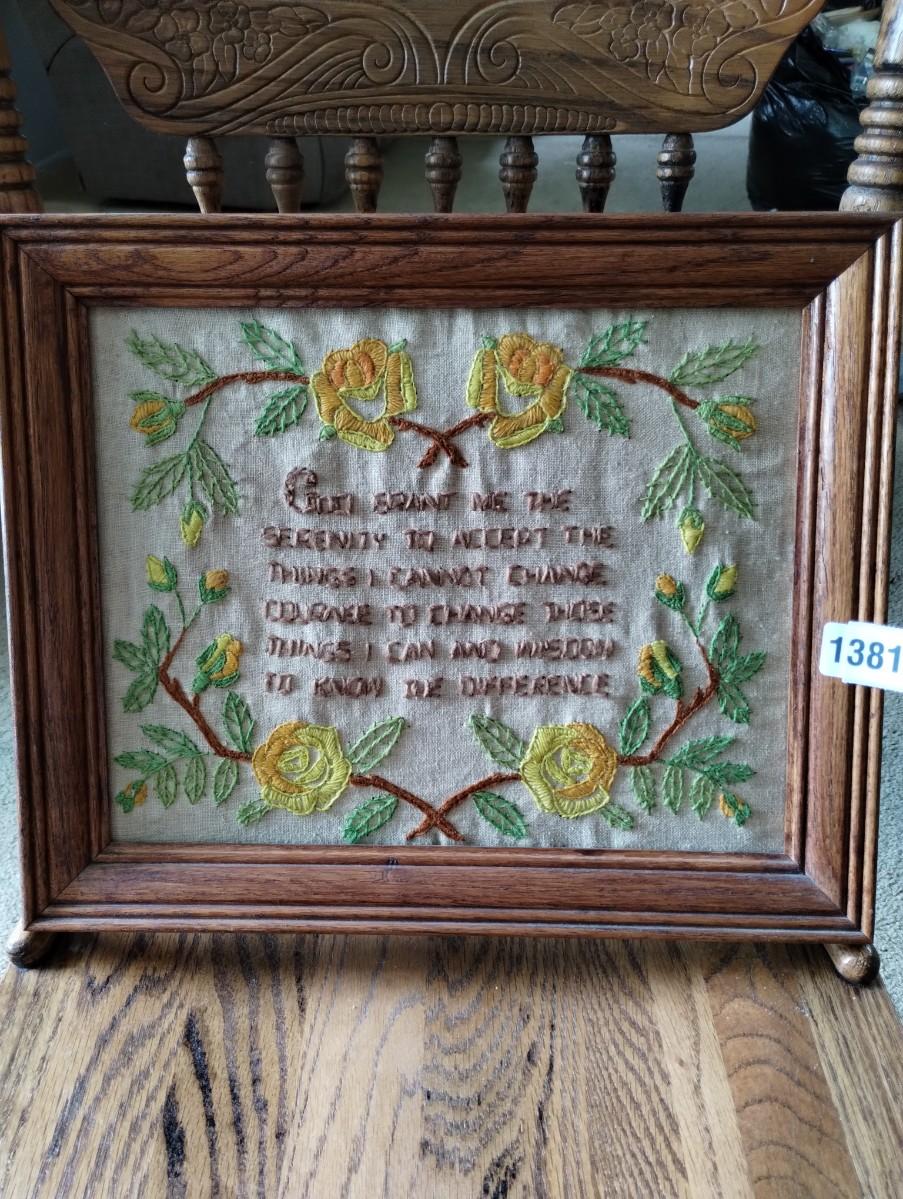 GOD GRANT ME THE
SERENITY TO ACCEPT THE
THINGS I CANNOT CHANGE
COURAGE TO CHANGE THOSE
THINGS I CAN AND WISDOM
TO KNOW THE DIFFERENCE
1381